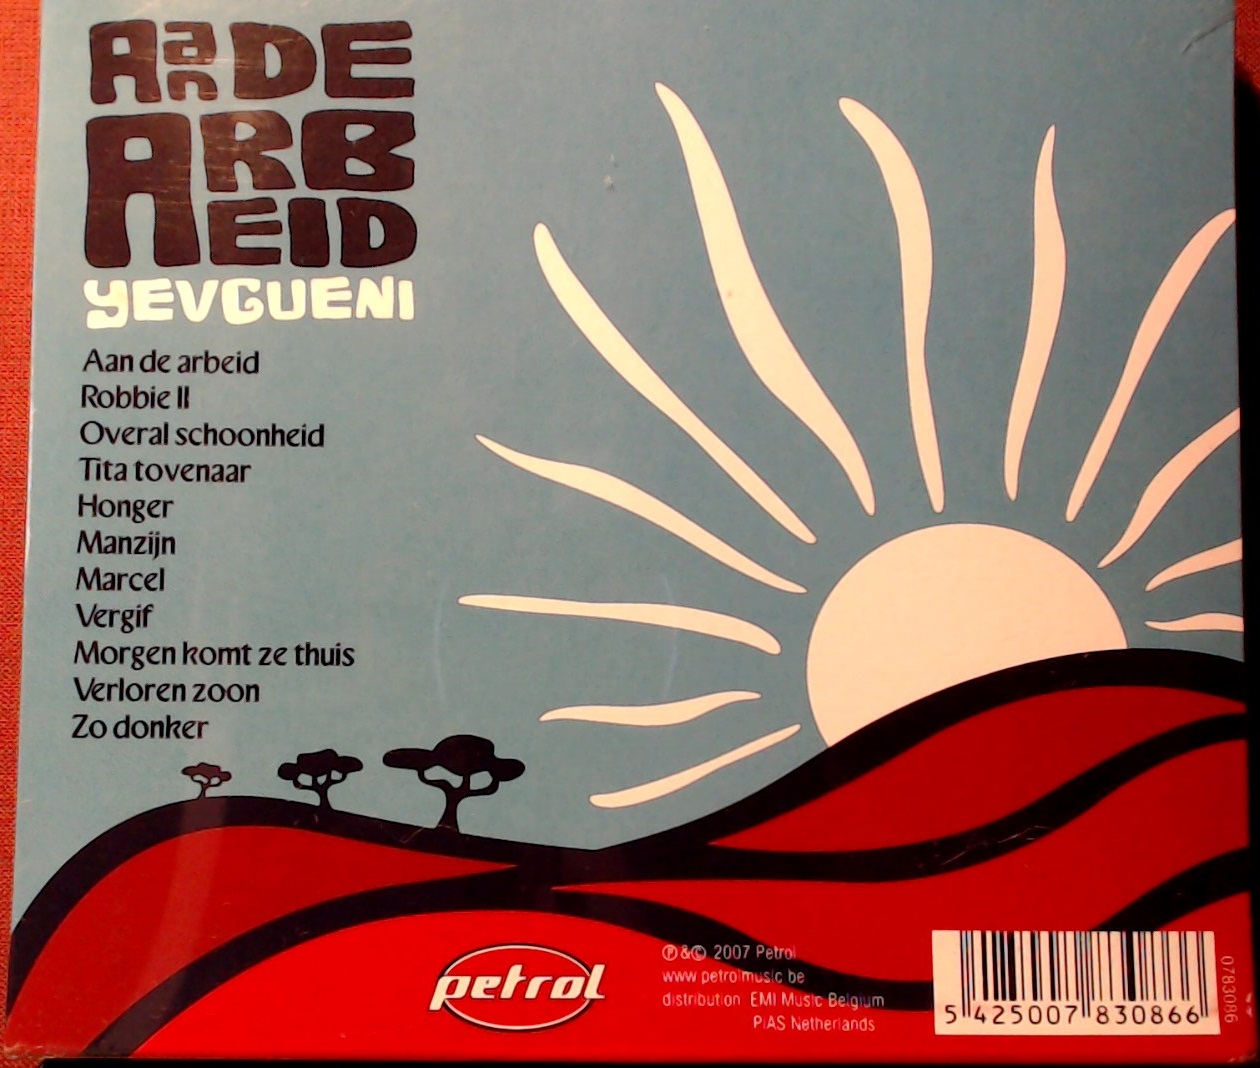 Aan DE
ARB
EID
YEVGUENI
Aan de arbeid
Robbie II
Overal schoonheid
Tita tovenaar
Honger
Manzijn
Marcel
Vergif
Morgen komt ze thuis
Verloren zoon
Zo donker
petrol
℗&© 2007 Petrol
www petrolmusic be
distribution EMI Music Belgium
PIAS Netherlands
5 425007 830866
0783086